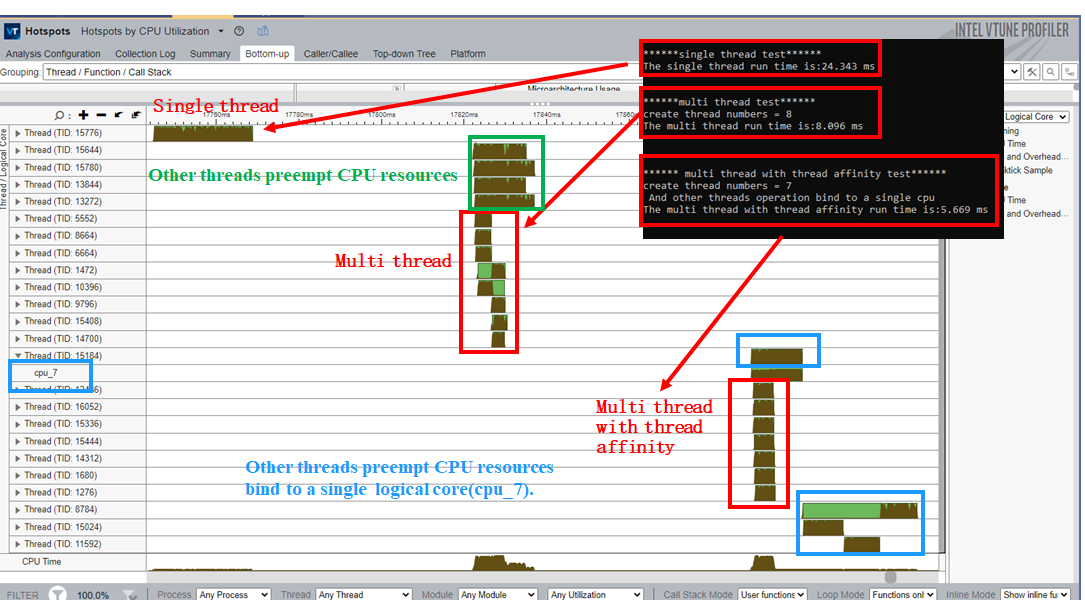 VT Hotspots Hotspots by CPU Utilization
INTEL VTUNE PROFILER
Analysis Configuration Collection Log Summary Bottom-up Caller/Callee Top-down Tree Platform
Grouping: Thread / Function / Call Stack
Microarchitecture Usage
******single thread test******
The single thread run time is:24.343 ms
******multi thread test******
create thread numbers = 8
The multi thread run time is:8.096 ms
****** multi thread with thread affinity test******
create thread numbers = 7
And other threads operation bind to a single cpu
The multi thread with thread affinity run time is:5.669 ms
Single thread
17760ms 17780ms 17800ms 17820ms 17840ms
Logical Core
Time
and Overhead...
ktick Sample
Time
and Overhead...
Thread / Logical Core
Thread (TID: 15776)
Thread (TID: 15644)
Thread (TID: 15780)
Other threads preempt CPU resources
Thread (TID: 13844)
Thread (TID: 13272)
Thread (TID: 5552)
Thread (TID: 8664)
Thread (TID: 6664)
Multi thread
Thread (TID: 1472)
Thread (TID: 10396)
Thread (TID: 9796)
Thread (TID: 15408)
Thread (TID: 14700)
Thread (TID: 15184)
cpu_7
Thread (TID: 16052)
Thread (TID: 15336)
Thread (TID: 15444)
Thread (TID: 14312)
Thread (TID: 1680)
Thread (TID: 1276)
Thread (TID: 8784)
Thread (TID: 15024)
Thread (TID: 11592)
Multi thread
with thread
affinity
Other threads preempt CPU resources
bind to a single logical core(cpu_7).
CPU Time
FILTER 100.0% Process Any Process Thread Any Thread Module Any Module Any Utilization Call Stack Mode User functions Loop Mode Functions onl Inline Mode Show inline fu